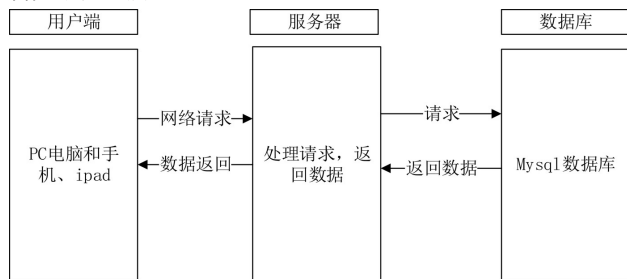 用户端
服务器
数据库
网络请求
请求
PC电脑和手
机、ipad
数据返回
处理请求，返
回数据
返回数据
Mysql数据库